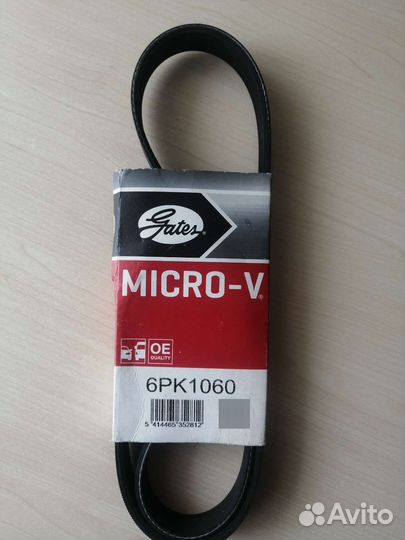 Gates
MICRO-V®
OE
QUALITY
6PK1060
5 414465 352812
Avito